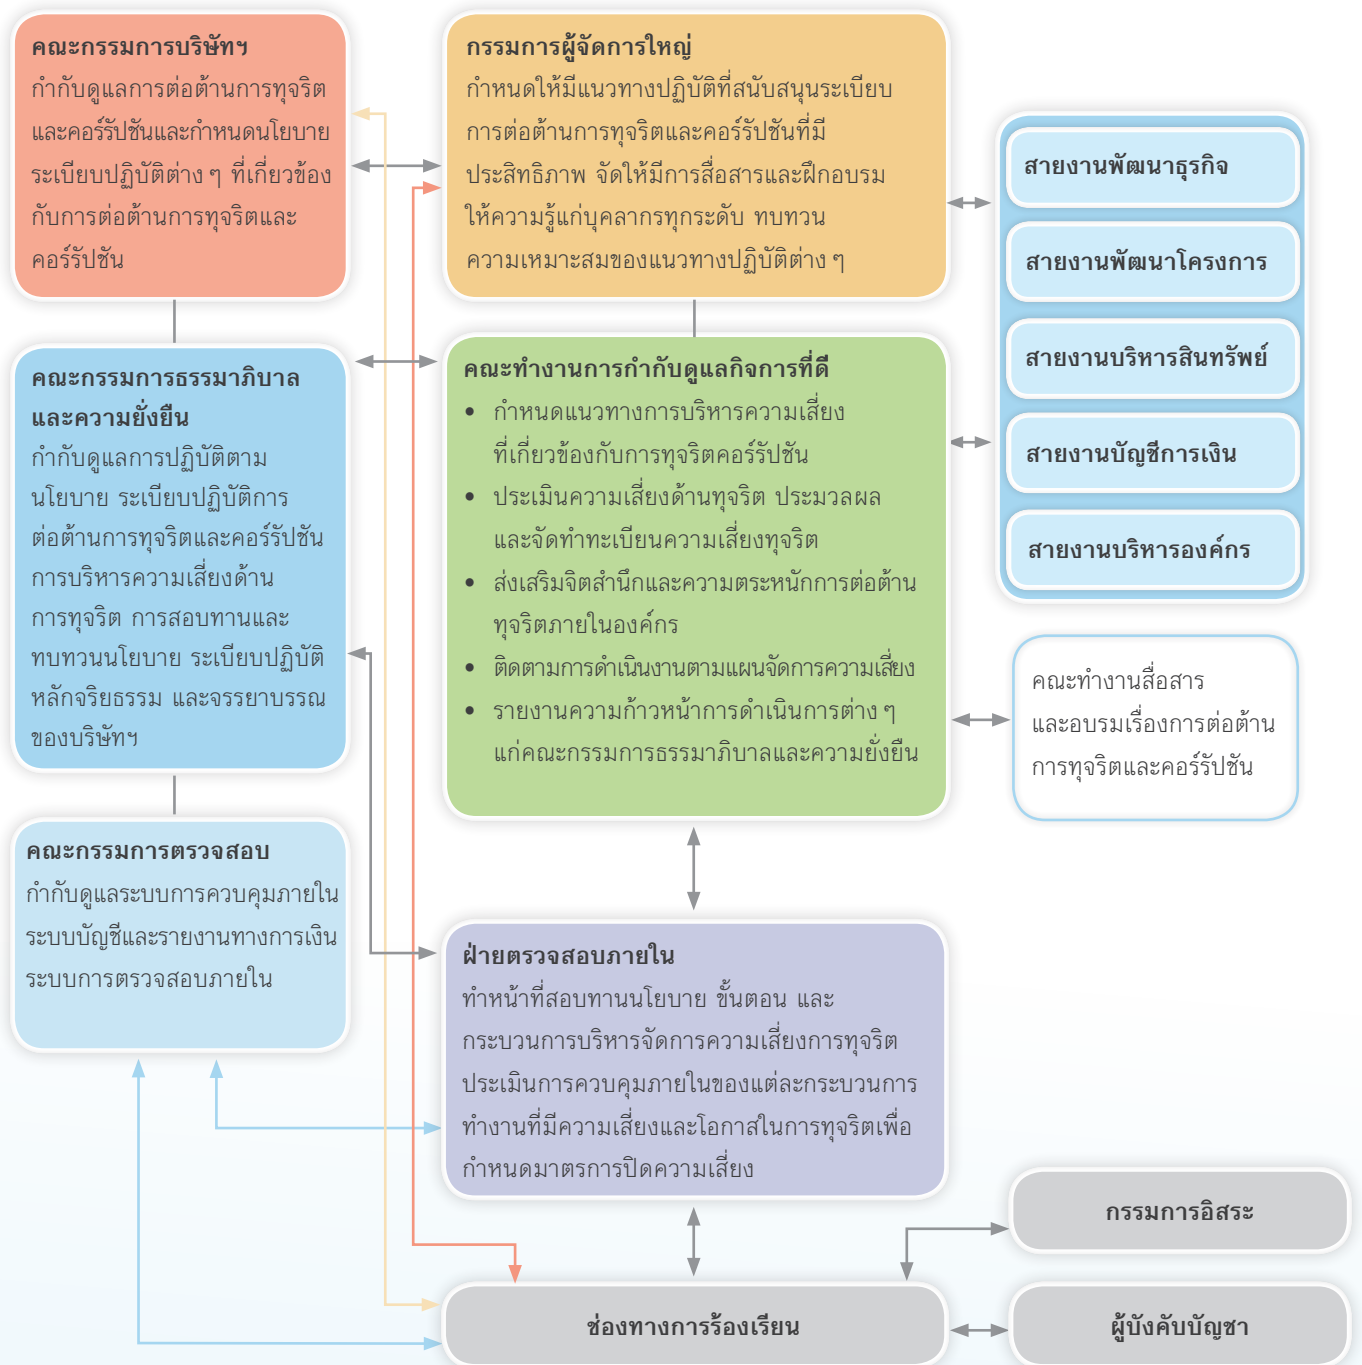 คณะกรรมการบริษัทฯ
กำกับดูแลการต่อต้านการทุจริต
และคอร์รัปชันและกำหนดนโยบาย
ระเบียบปฏิบัติต่าง ๆ ที่เกี่ยวข้อง
กับการต่อต้านการทุจริตและ
คอร์รัปชัน
กรรมการผู้จัดการใหญ่
กำหนดให้มีแนวทางปฏิบัติที่สนับสนุนระเบียบ
การต่อต้านการทุจริตและคอร์รัปชันที่มี
ประสิทธิภาพ จัดให้มีการสื่อสารและฝึกอบรม
ให้ความรู้แก่บุคลากรทุกระดับ ทบทวน
ความเหมาะสมของแนวทางปฏิบัติต่าง ๆ
สายงานพัฒนาธุรกิจ
สายงานพัฒนาโครงการ
สายงานบริหารสินทรัพย์
สายงานบัญชีการเงิน
สายงานบริหารองค์กร
คณะกรรมการธรรมาภิบาล
และความยั่งยืน
กำกับดูแลการปฏิบัติตาม
นโยบาย ระเบียบปฏิบัติการ
ต่อต้านการทุจริตและคอร์รัปชัน
การบริหารความเสี่ยงด้าน
การทุจริต การสอบทานและ
ทบทวนนโยบาย ระเบียบปฏิบัติ
หลักจริยธรรม และจรรยาบรรณ
ของบริษัทฯ
คณะทำงานการกำกับดูแลกิจการที่ดี
• กำหนดแนวทางการบริหารความเสี่ยง
ที่เกี่ยวข้องกับการทุจริตคอร์รัปชัน
• ประเมินความเสี่ยงด้านทุจริต ประมวลผล
และจัดทำทะเบียนความเสี่ยงทุจริต
• ส่งเสริมจิตสำนึกและความตระหนักการต่อต้าน
ทุจริตภายในองค์กร
• ติดตามการดำเนินงานตามแผนจัดการความเสี่ยง
• รายงานความก้าวหน้าการดำเนินการต่าง ๆ
แก่คณะกรรมการธรรมาภิบาลและความยั่งยืน
คณะทำงานสื่อสาร
และอบรมเรื่องการต่อต้าน
การทุจริตและคอร์รัปชัน
คณะกรรมการตรวจสอบ
กำกับดูแลระบบการควบคุมภายใน
ระบบบัญชีและรายงานทางการเงิน
ระบบการตรวจสอบภายใน
ฝ่ายตรวจสอบภายใน
ทำหน้าที่สอบทานนโยบาย ขั้นตอน และ
กระบวนการบริหารจัดการความเสี่ยงการทุจริต
ประเมินการควบคุมภายในของแต่ละกระบวนการ
ทำงานที่มีความเสี่ยงและโอกาสในการทุจริตเพื่อ
กำหนดมาตรการปิดความเสี่ยง
กรรมการอิสระ
ช่องทางการร้องเรียน
ผู้บังคับบัญชา